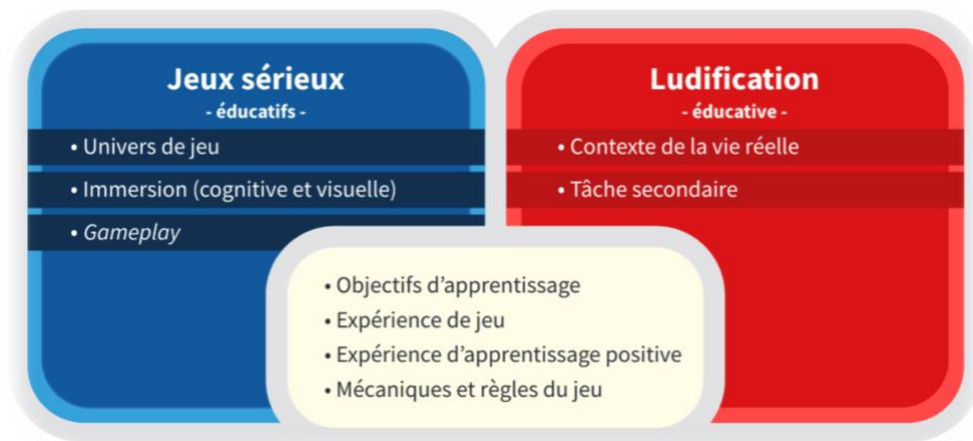 Jeux sérieux
- éducatifs -
• Univers de jeu
• Immersion (cognitive et visuelle)
• Gameplay
Ludification
- éducative -
• Contexte de la vie réelle
• Tâche secondaire
• Objectifs d’apprentissage
• Expérience de jeu
• Expérience d’apprentissage positive
• Mécaniques et règles du jeu